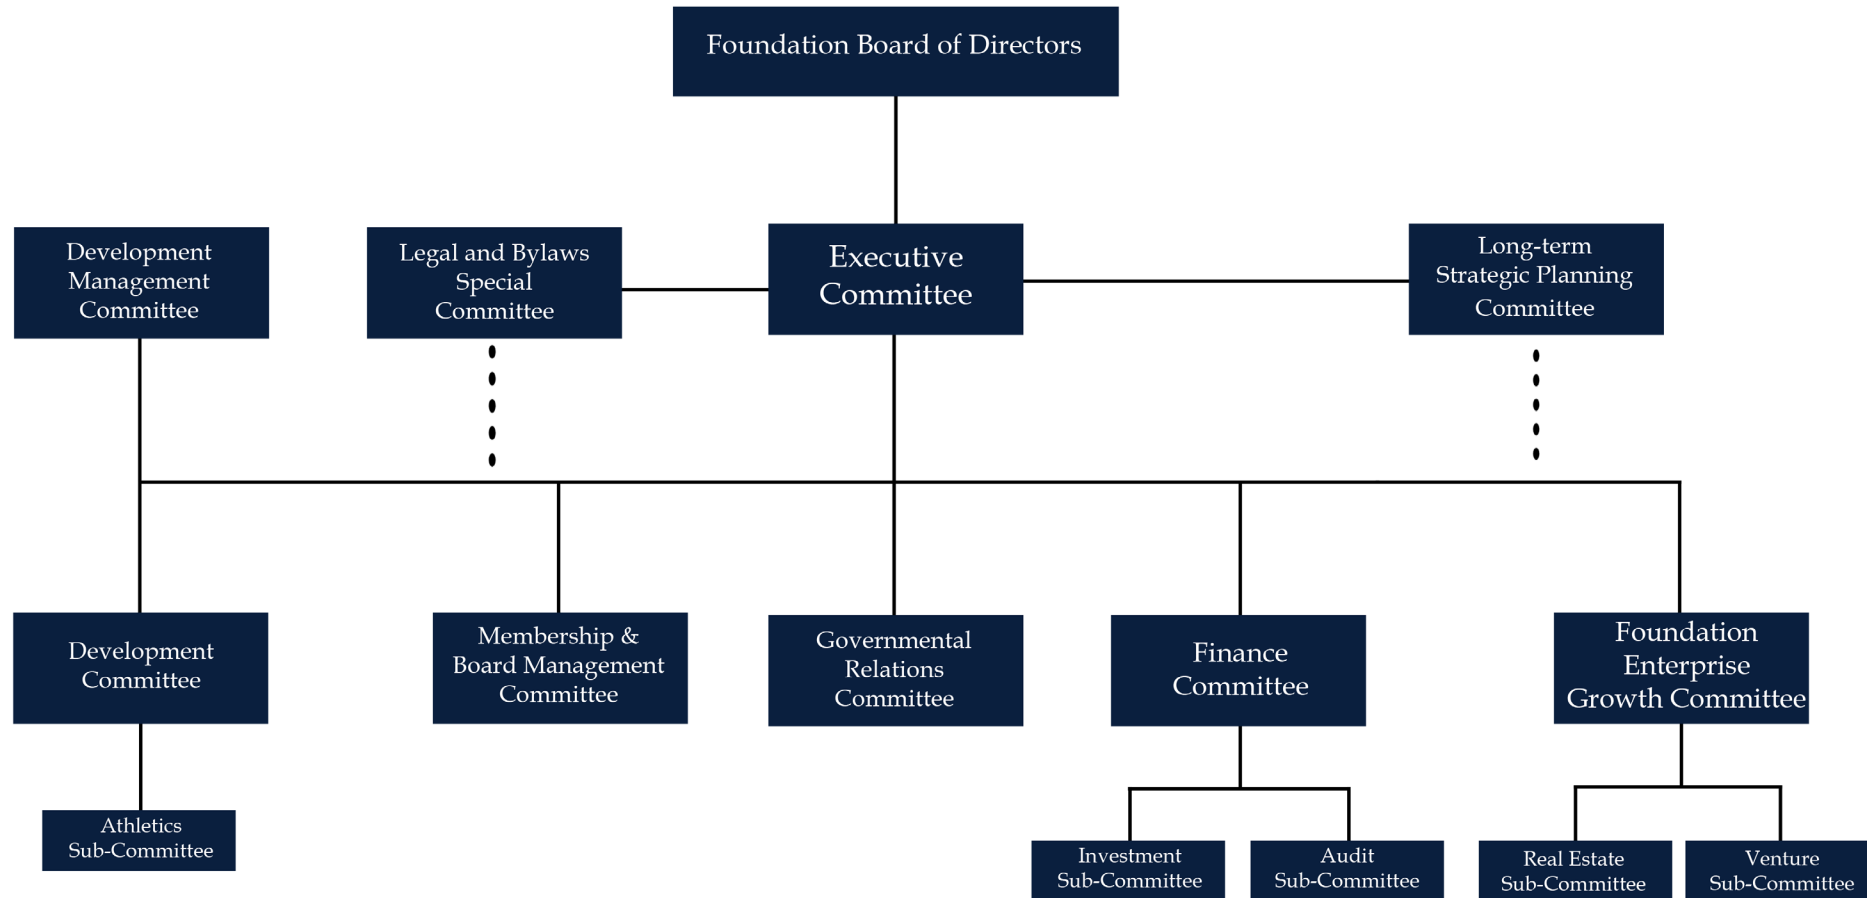 Foundation Board of Directors
Development
Management
Committee
Legal and Bylaws
Special
Committee
Executive
Committee
Long-term
Strategic Planning
Committee
Development
Committee
Membership &
Board Management
Committee
Governmental
Relations
Committee
Finance
Committee
Foundation
Enterprise
Growth Committee
Athletics
Sub-Committee
Investment
Sub-Committee
Audit
Sub-Committee
Real Estate
Sub-Committee
Venture
Sub-Committee